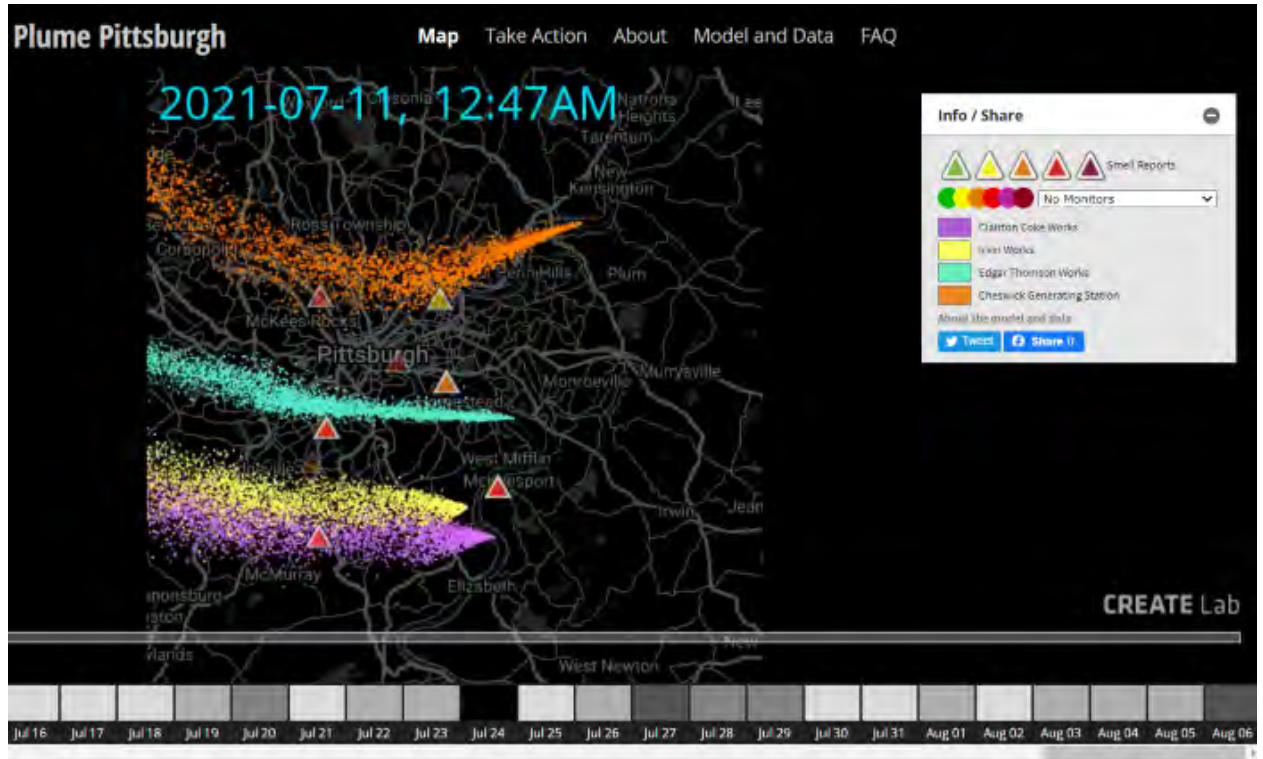 Plume Pittsburgh
Map Take Action About Model and Data FAQ
2021-07-11, 12:47AM
Natrona
Heights
Tarentum
New
Kensington
Ross Township
Penn Hills
Plum
McKees Rocks
Pittsburgh
Monroeville
Murrysville
Homestead
West Mifflin
McKeesport
Irwin
McMurray
Elizabeth
West Newton
New
Info / Share
Smell Reports
No Monitors
Clairton Coke Works
Irvin Works
Edgar Thomson Works
Cheswick Generating Station
About the model and data
Tweet
Share
CREATE Lab
Jul 16 Jul 17 Jul 18 Jul 19 Jul 20 Jul 21 Jul 22 Jul 23 Jul 24 Jul 25 Jul 26 Jul 27 Jul 28 Jul 29 Jul 30 Jul 31 Aug 01 Aug 02 Aug 03 Aug 04 Aug 05 Aug 06